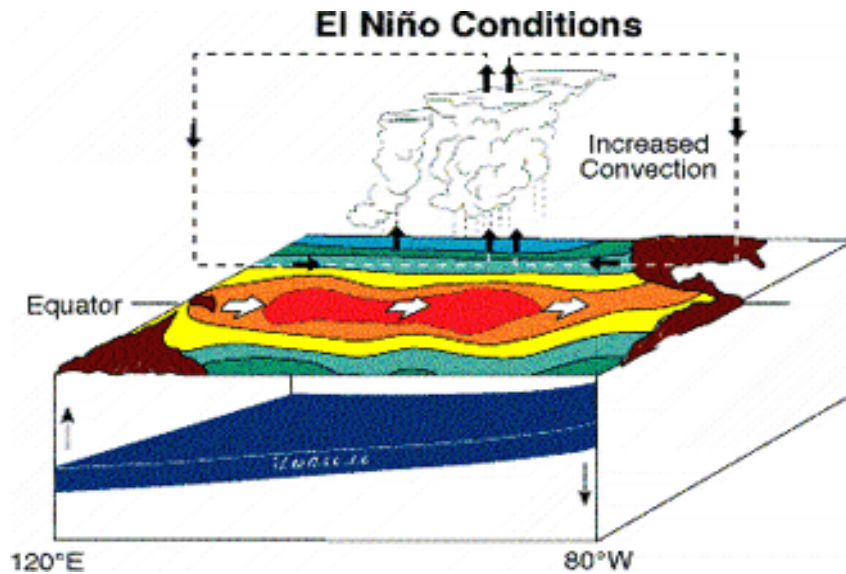 El Niño Conditions
Increased
Convection
Equator
120°E
80°W